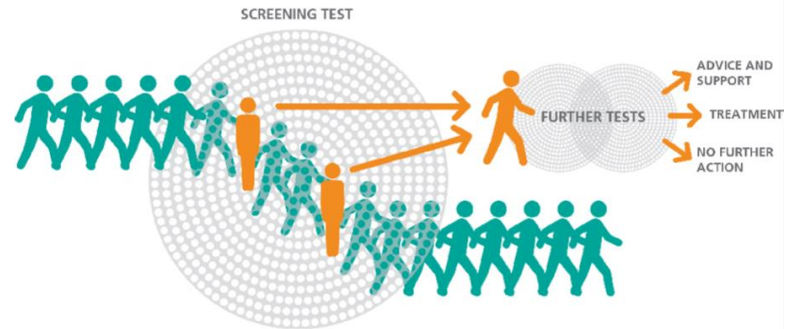 SCREENING TEST
FURTHER TESTS
ADVICE AND
SUPPORT
TREATMENT
NO FURTHER
ACTION